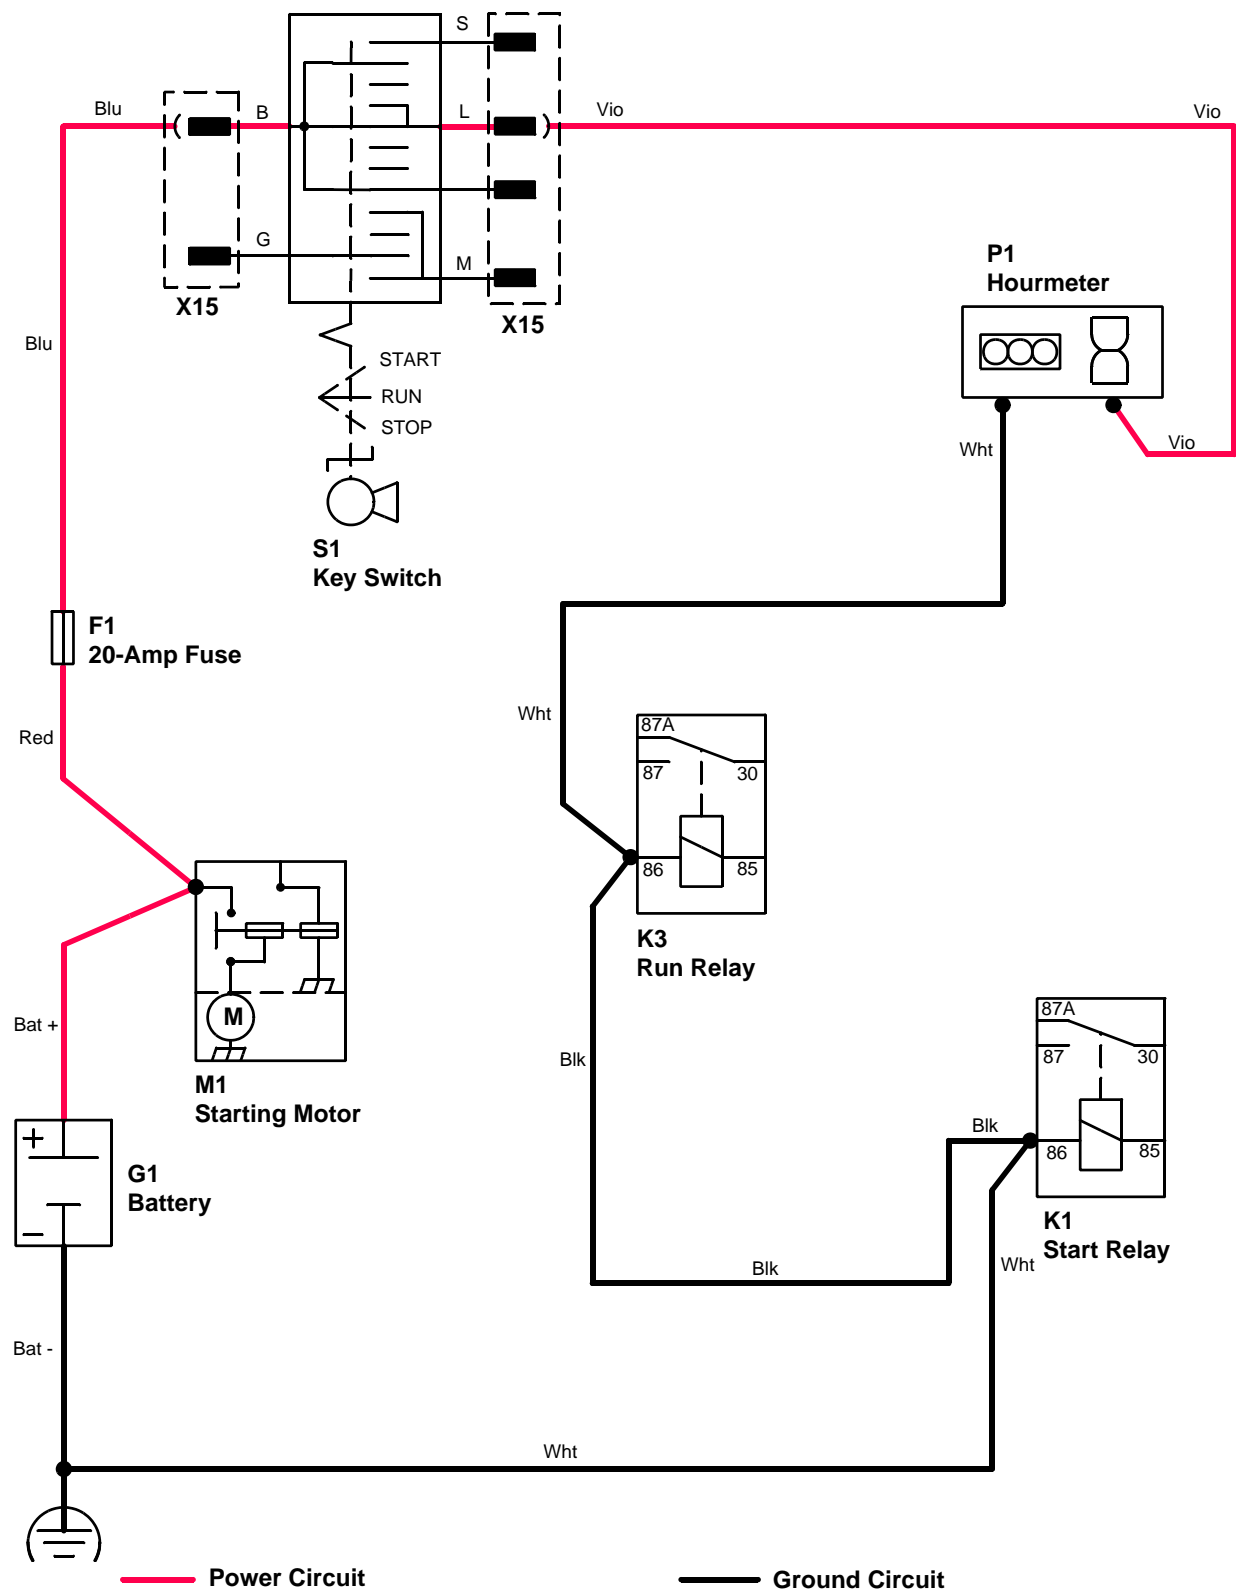 S
Blu
B
L
Vio
Vio
G
M
X15
X15
P1
Hourmeter
Blu
START
RUN
STOP
Wht
Vio
S1
Key Switch
F1
20-Amp Fuse
Wht
Red
87A
87
30
86
85
K3
Run Relay
M
Bat +
87A
87
30
Blk
M1
Starting Motor
Blk
86
85
G1
Battery
K1
Start Relay
Wht
Blk
Bat -
Wht
Power Circuit
Ground Circuit